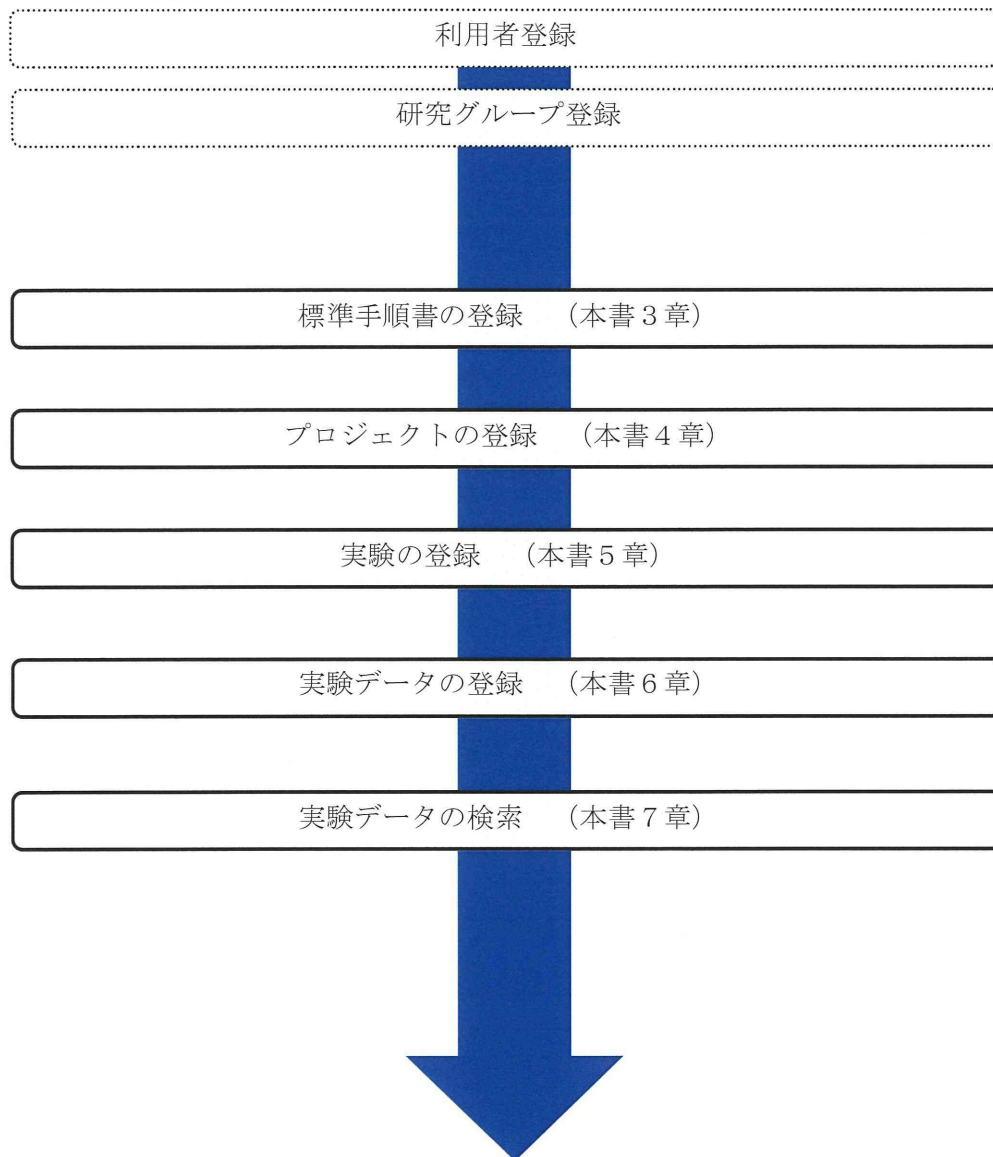 利用者登録
研究グループ登録
標準手順書の登録　（本書３章）
プロジェクトの登録　（本書４章）
実験の登録　（本書５章）
実験データの登録　（本書６章）
実験データの検索　（本書７章）